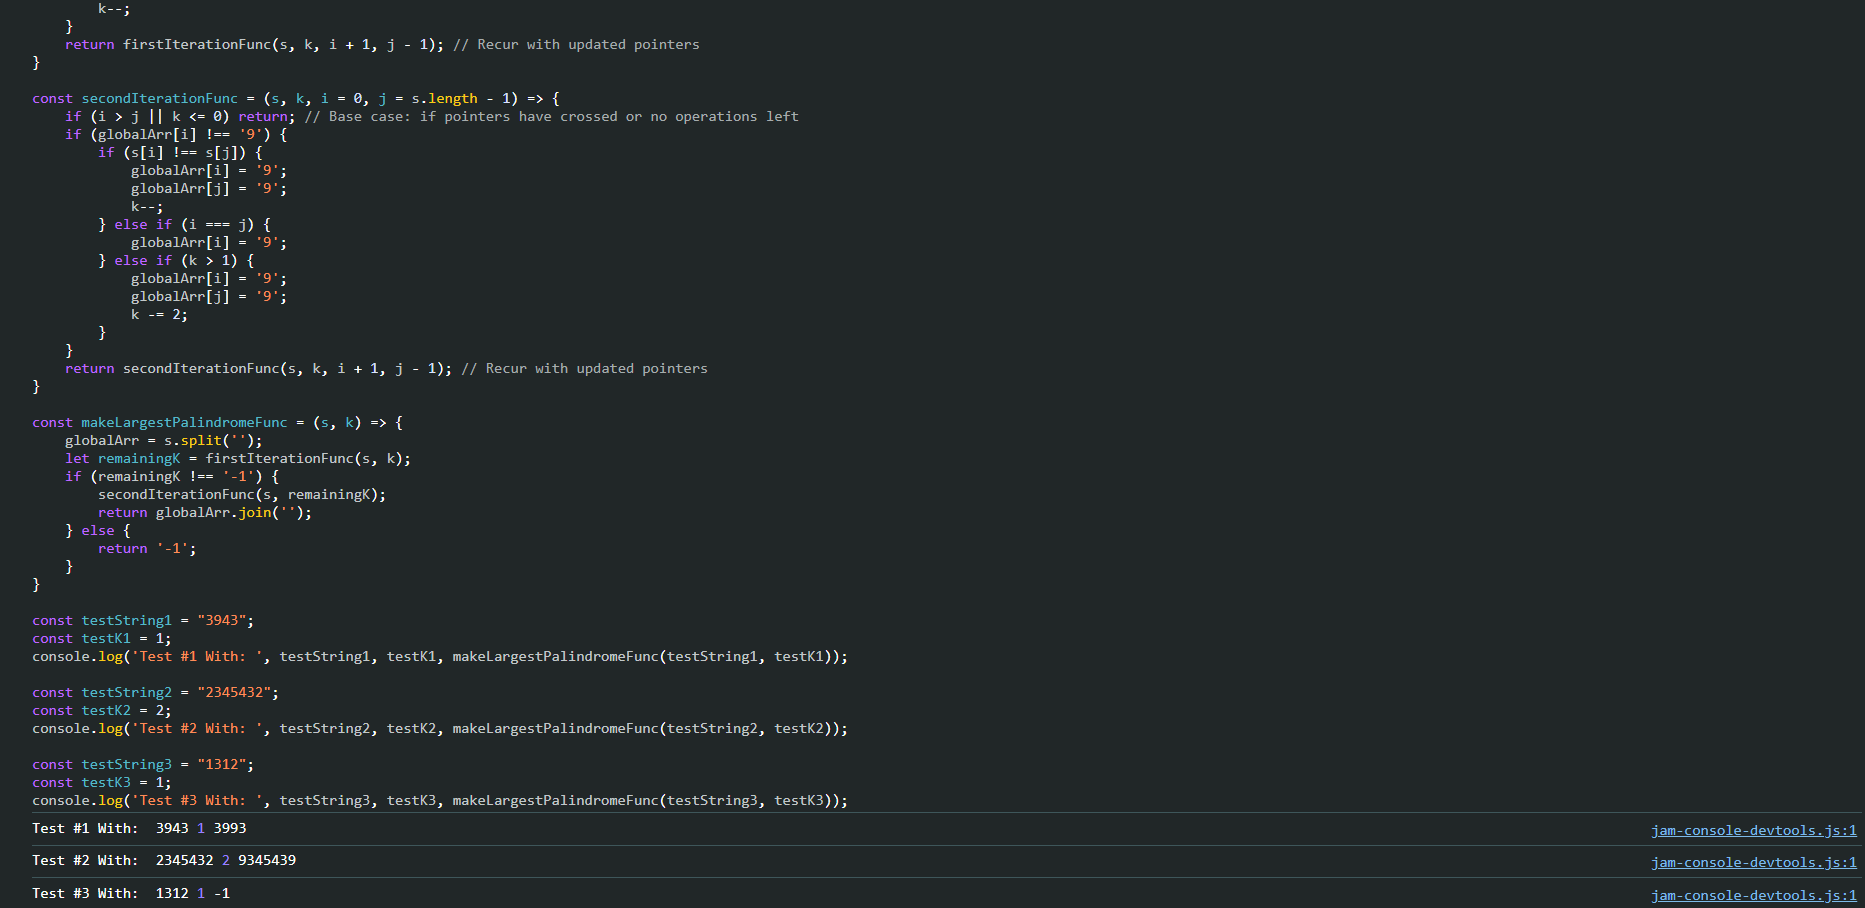 k--;
}
return firstIterationFunc(s, k, i + 1, j - 1); // Recur with updated pointers
}
const secondIterationFunc = (s, k, i = 0, j = s.length - 1) => {
if (i > j || k <= 0) return; // Base case: if pointers have crossed or no operations left
if (globalArr[i] !== '9') {
if (s[i] !== s[j]) {
globalArr[i] = '9';
globalArr[j] = '9';
k--;
} else if (i === j) {
globalArr[i] = '9';
} else if (k > 1) {
globalArr[i] = '9';
globalArr[j] = '9';
k -= 2;
}
}
return secondIterationFunc(s, k, i + 1, j - 1); // Recur with updated pointers
}
const makeLargestPalindromeFunc = (s, k) => {
globalArr = s.split('');
let remainingK = firstIterationFunc(s, k);
if (remainingK !== '-1') {
secondIterationFunc(s, remainingK);
return globalArr.join('');
} else {
return '-1';
}
}
const testString1 = "3943";
const testK1 = 1;
console.log('Test #1 With: ', testString1, testK1, makeLargestPalindromeFunc(testString1, testK1));
const testString2 = "2345432";
const testK2 = 2;
console.log('Test #2 With: ', testString2, testK2, makeLargestPalindromeFunc(testString2, testK2));
const testString3 = "1312";
const testK3 = 1;
console.log('Test #3 With: ', testString3, testK3, makeLargestPalindromeFunc(testString3, testK3));
Test #1 With:  3943 1 3993 jam-console-devtools.js:1
Test #2 With:  2345432 2 9345439 jam-console-devtools.js:1
Test #3 With:  1312 1 -1 jam-console-devtools.js:1